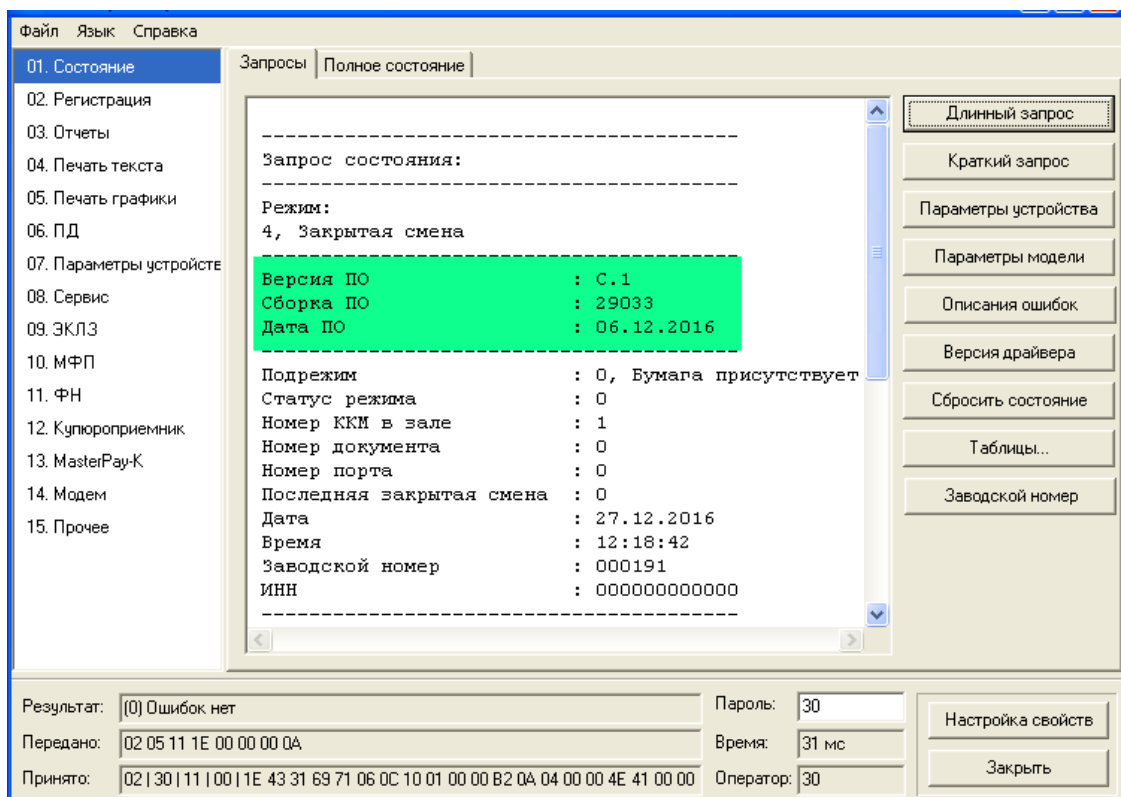 Файл Язык Справка
01. Состояние
02. Регистрация
03. Отчеты
04. Печать текста
05. Печать графики
06. ПД
07. Параметры устройств
08. Сервис
09. ЭКЛЗ
10. МФП
11. ФН
12. Купюроприемник
13. MasterPay-K
14. Модем
15. Прочее
Запросы Полное состояние
----------------------------------------
Запрос состояния:
----------------------------------------
Режим:
4, Закрытая смена
----------------------------------------
Версия ПО : C.1
Сборка ПО : 29033
Дата ПО : 06.12.2016
----------------------------------------
Подрежим : 0, Бумага присутствует
Статус режима : 0
Номер ККМ в зале : 1
Номер документа : 0
Номер порта : 0
Последняя закрытая смена : 0
Дата : 27.12.2016
Время : 12:18:42
Заводской номер : 000191
ИНН : 000000000000
----------------------------------------
Длинный запрос
Краткий запрос
Параметры устройства
Параметры модели
Описания ошибок
Версия драйвера
Сбросить состояние
Таблицы...
Заводской номер
Результат: (0) Ошибок нет
Передано: 02 05 11 1E 00 00 00 0A
Принято: 02 | 30 | 11 | 00 | 1E 43 31 69 71 06 0C 10 01 00 00 B2 0A 04 00 00 4E 41 00 00
Пароль: 30
Время: 31 мс
Оператор: 30
Настройка свойств
Закрыть